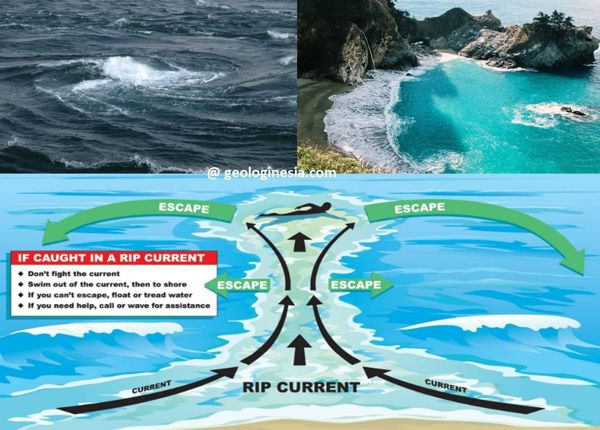 @ geologinesia.com
ESCAPE
ESCAPE
IF CAUGHT IN A RIP CURRENT
❖ Don't fight the current
❖ Swim out of the current, then to shore
❖ If you can't escape, float or tread water
❖ If you need help, call or wave for assistance
ESCAPE
ESCAPE
CURRENT
RIP CURRENT
CURRENT